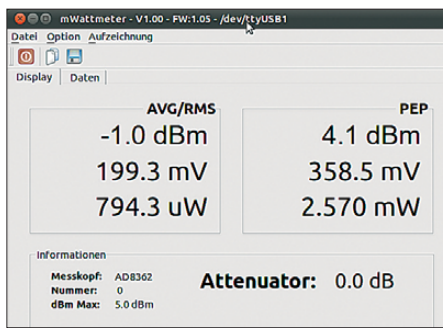 mWattmeter - V1.00 - FW:1.05 - /dev/ttyUSB1
Datei Option Aufzeichnung
Display Daten
AVG/RMS
-1.0 dBm
199.3 mV
794.3 uW
PEP
4.1 dBm
358.5 mV
2.570 mW
Informationen
Messkopf: AD8362
Nummer: 0
dBm Max: 5.0 dBm
Attenuator: 0.0 dB